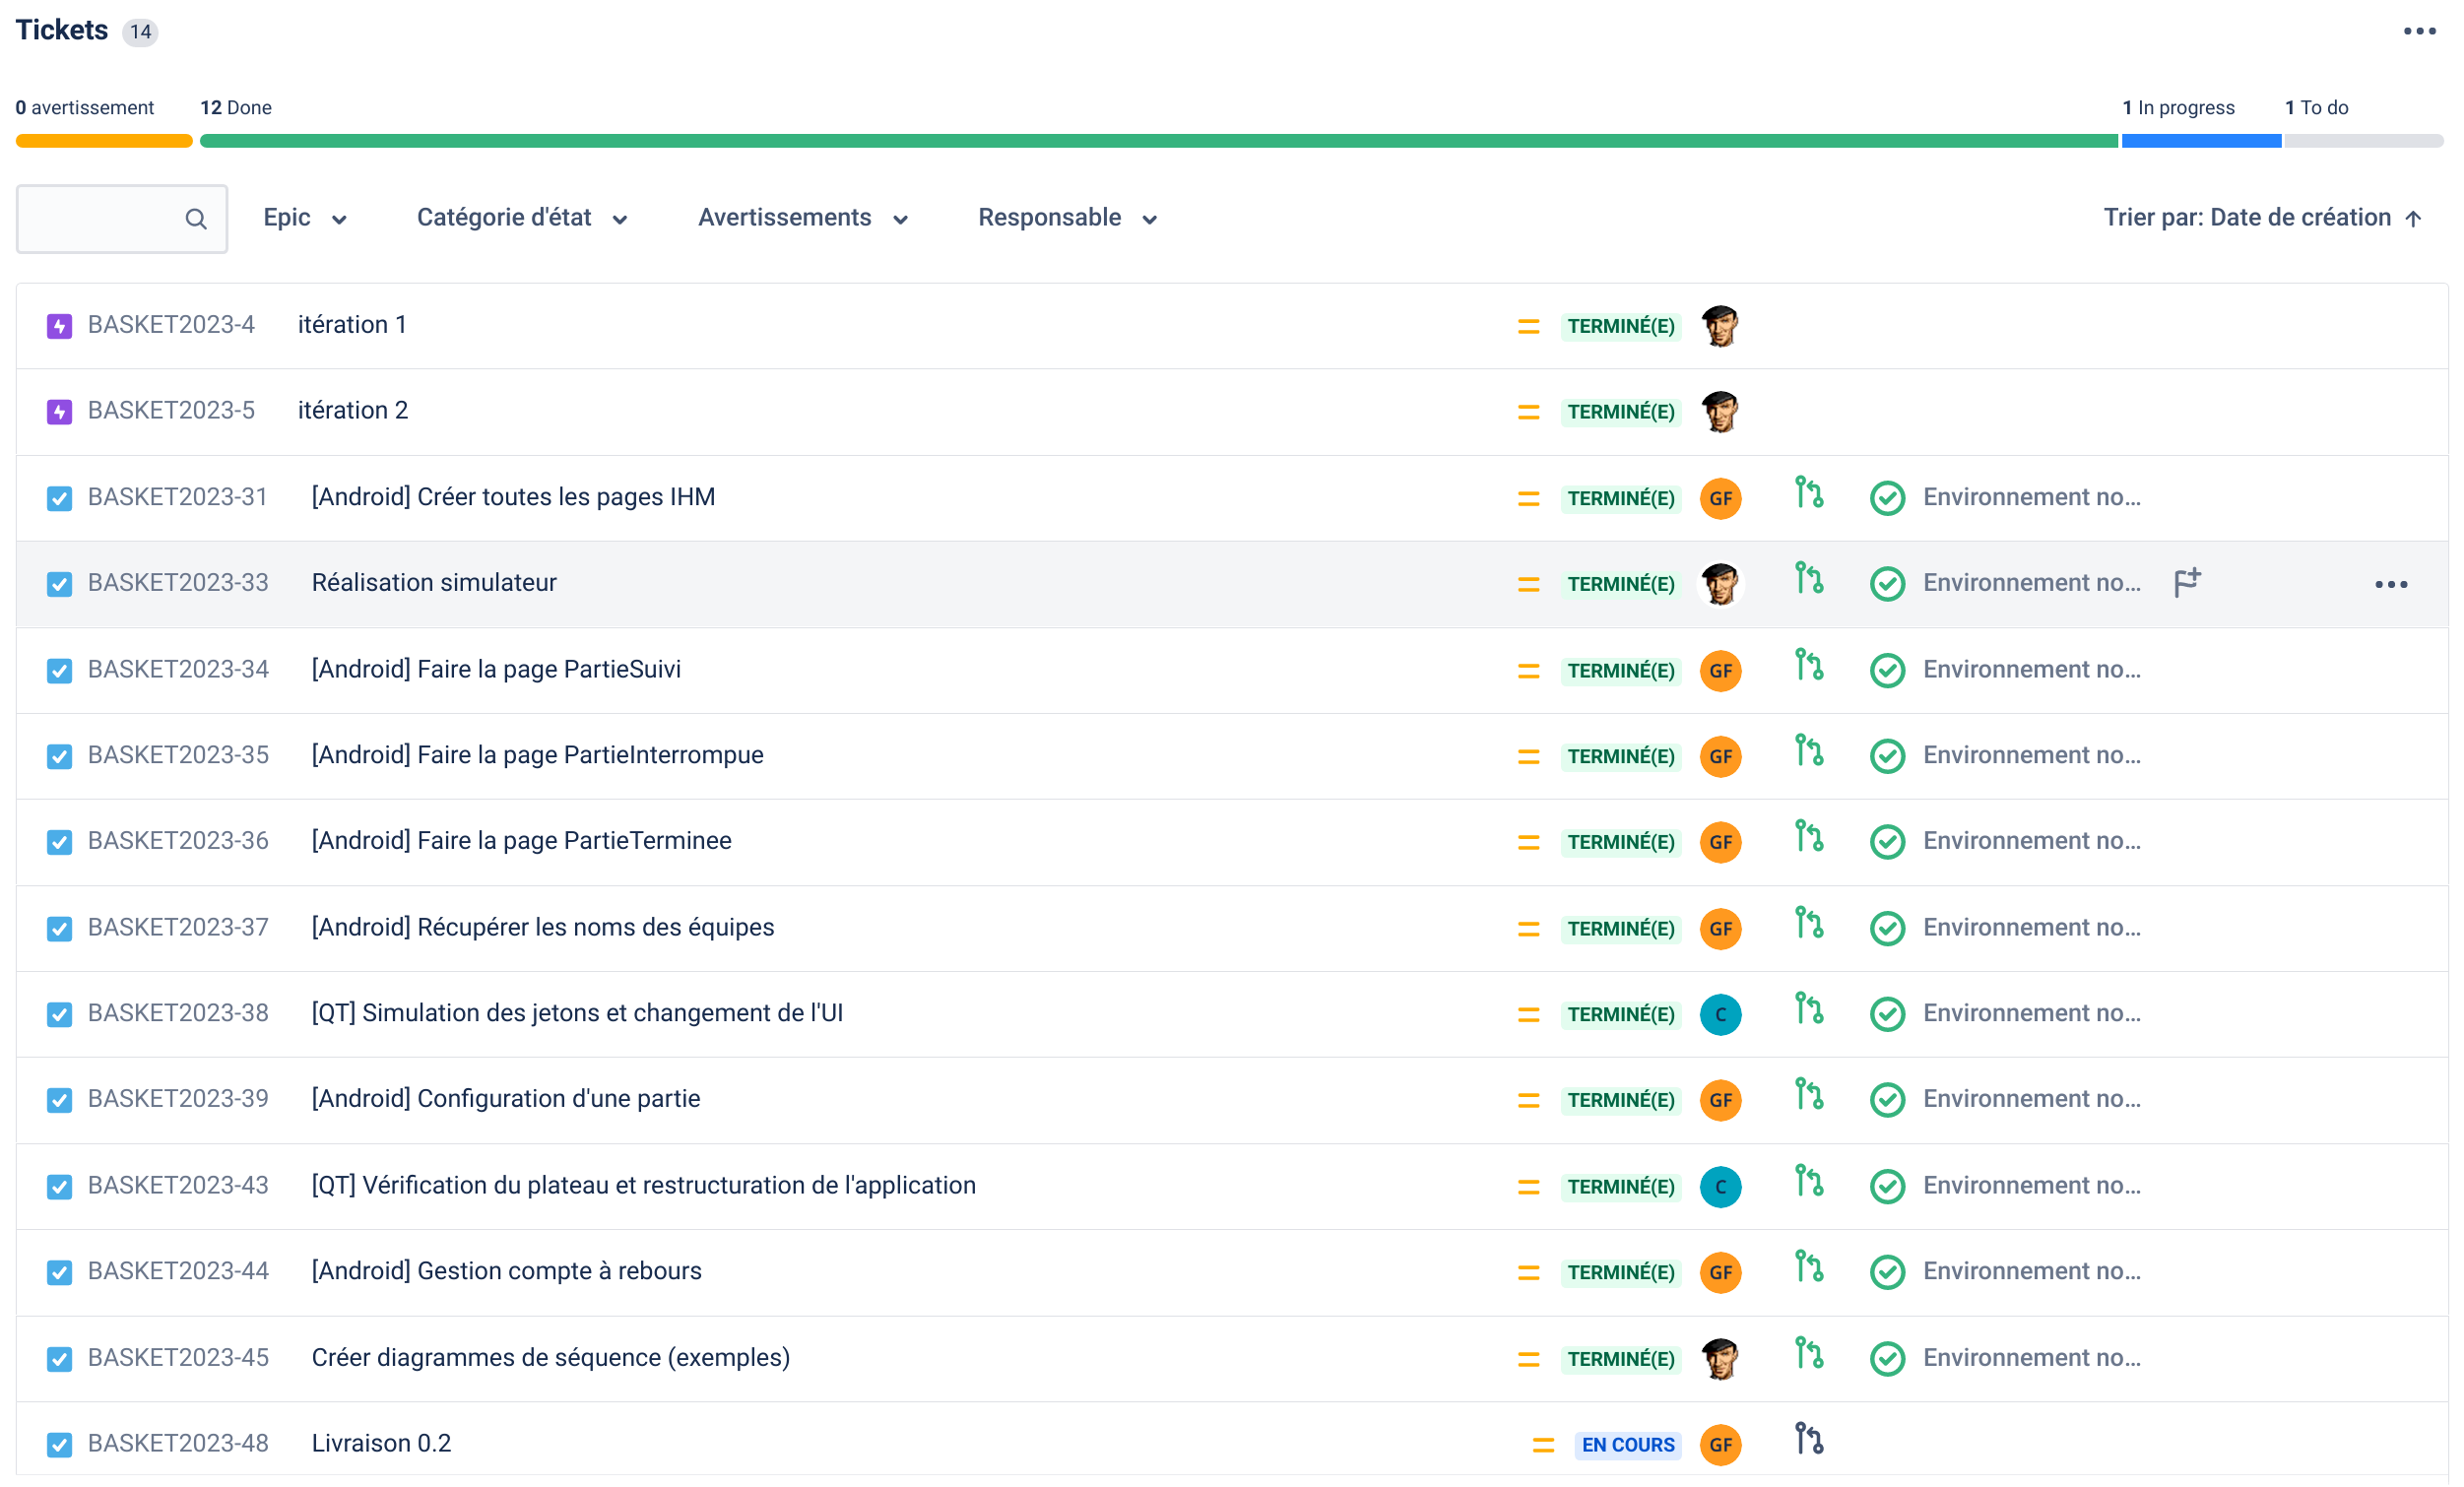 Tickets 14
0 avertissement 12 Done 1 In progress 1 To do
Epic Catégorie d'état Avertissements Responsable Trier par: Date de création
BASKET2023-4 itération 1 TERMINÉ(E)
BASKET2023-5 itération 2 TERMINÉ(E)
BASKET2023-31 [Android] Créer toutes les pages IHM TERMINÉ(E) GF Environnement no...
BASKET2023-33 Réalisation simulateur TERMINÉ(E) Environnement no...
BASKET2023-34 [Android] Faire la page PartieSuivi TERMINÉ(E) GF Environnement no...
BASKET2023-35 [Android] Faire la page PartieInterrompue TERMINÉ(E) GF Environnement no...
BASKET2023-36 [Android] Faire la page PartieTerminee TERMINÉ(E) GF Environnement no...
BASKET2023-37 [Android] Récupérer les noms des équipes TERMINÉ(E) GF Environnement no...
BASKET2023-38 [QT] Simulation des jetons et changement de l'UI TERMINÉ(E) C Environnement no...
BASKET2023-39 [Android] Configuration d'une partie TERMINÉ(E) GF Environnement no...
BASKET2023-43 [QT] Vérification du plateau et restructuration de l'application TERMINÉ(E) C Environnement no...
BASKET2023-44 [Android] Gestion compte à rebours TERMINÉ(E) GF Environnement no...
BASKET2023-45 Créer diagrammes de séquence (exemples) TERMINÉ(E) Environnement no...
BASKET2023-48 Livraison 0.2 EN COURS GF